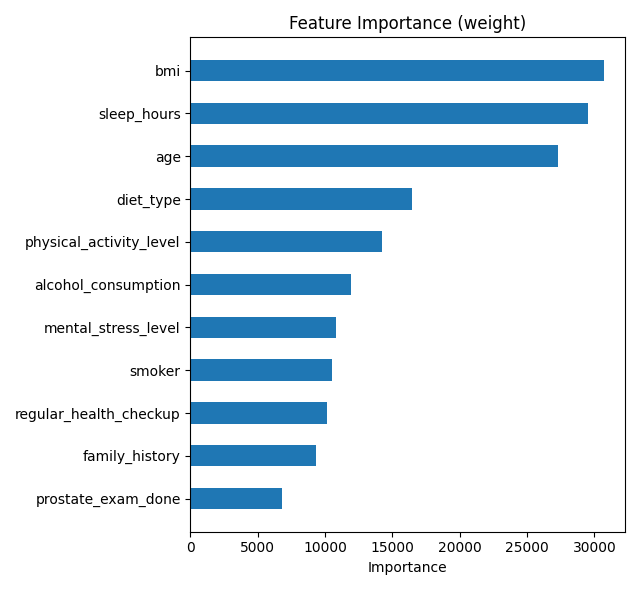 Feature Importance (weight)
bmi
sleep_hours
age
diet_type
physical_activity_level
alcohol_consumption
mental_stress_level
smoker
regular_health_checkup
family_history
prostate_exam_done
0 5000 10000 15000 20000 25000 30000
Importance